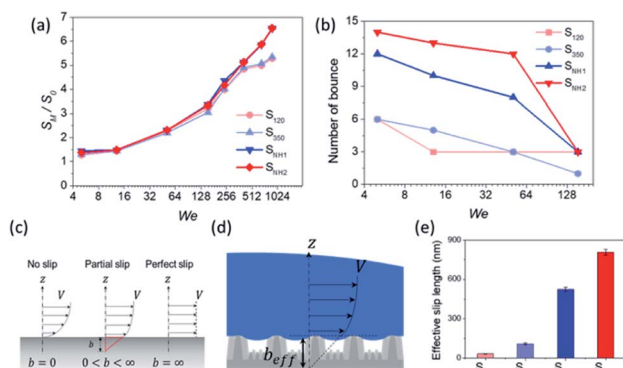 (a)
S_M / S_0
7
6
5
4
3
2
1
0
S_120
S_350
S_NH1
S_NH2
4 8 16 32 64 128 256 512 1024
We
(b)
Number of bounce
15
12
9
6
3
0
S_120
S_350
S_NH1
S_NH2
4 8 16 32 64 128
We
(c)
No slip Partial slip Perfect slip
z V z V z V
b
b = 0 0 < b < ∞ b = ∞
(d)
z
V
b_eff
(e)
Effective slip length (nm)
900
600
300
0
S S S S